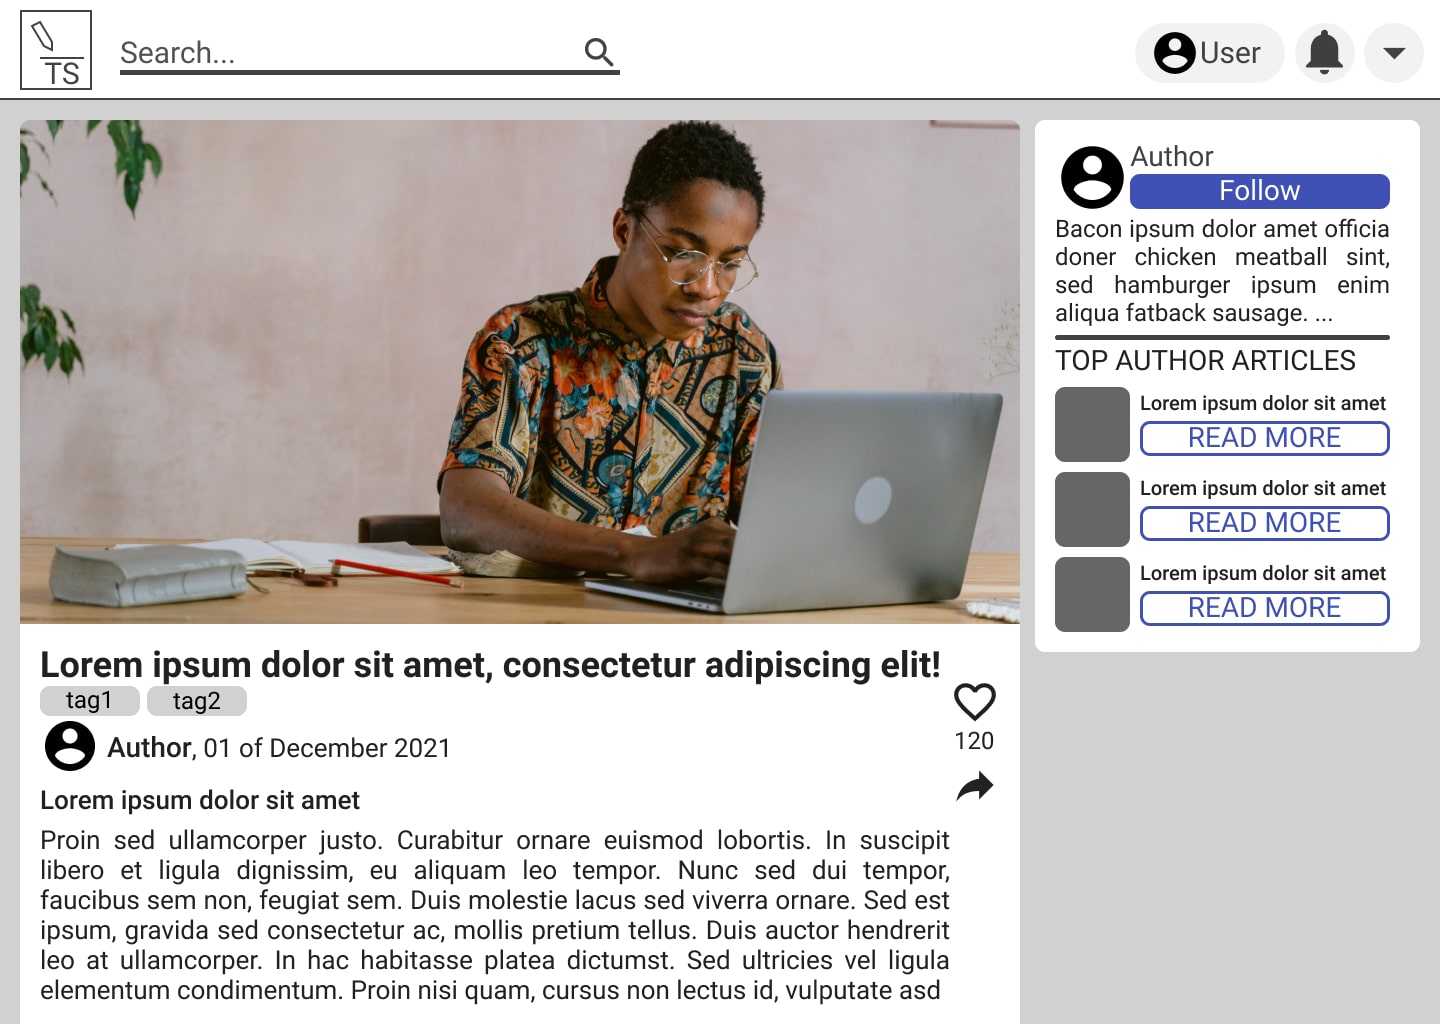 TS
Search...
User
Lorem ipsum dolor sit amet, consectetur adipiscing elit!
tag1 tag2
Author, 01 of December 2021
120
Lorem ipsum dolor sit amet
Proin sed ullamcorper justo. Curabitur ornare euismod lobortis. In suscipit
libero et ligula dignissim, eu aliquam leo tempor. Nunc sed dui tempor,
faucibus sem non, feugiat sem. Duis molestie lacus sed viverra ornare. Sed est
ipsum, gravida sed consectetur ac, mollis pretium tellus. Duis auctor hendrerit
leo at ullamcorper. In hac habitasse platea dictumst. Sed ultricies vel ligula
elementum condimentum. Proin nisi quam, cursus non lectus id, vulputate asd
Author
Follow
Bacon ipsum dolor amet officia
doner chicken meatball sint,
sed hamburger ipsum enim
aliqua fatback sausage. ...
TOP AUTHOR ARTICLES
Lorem ipsum dolor sit amet
READ MORE
Lorem ipsum dolor sit amet
READ MORE
Lorem ipsum dolor sit amet
READ MORE